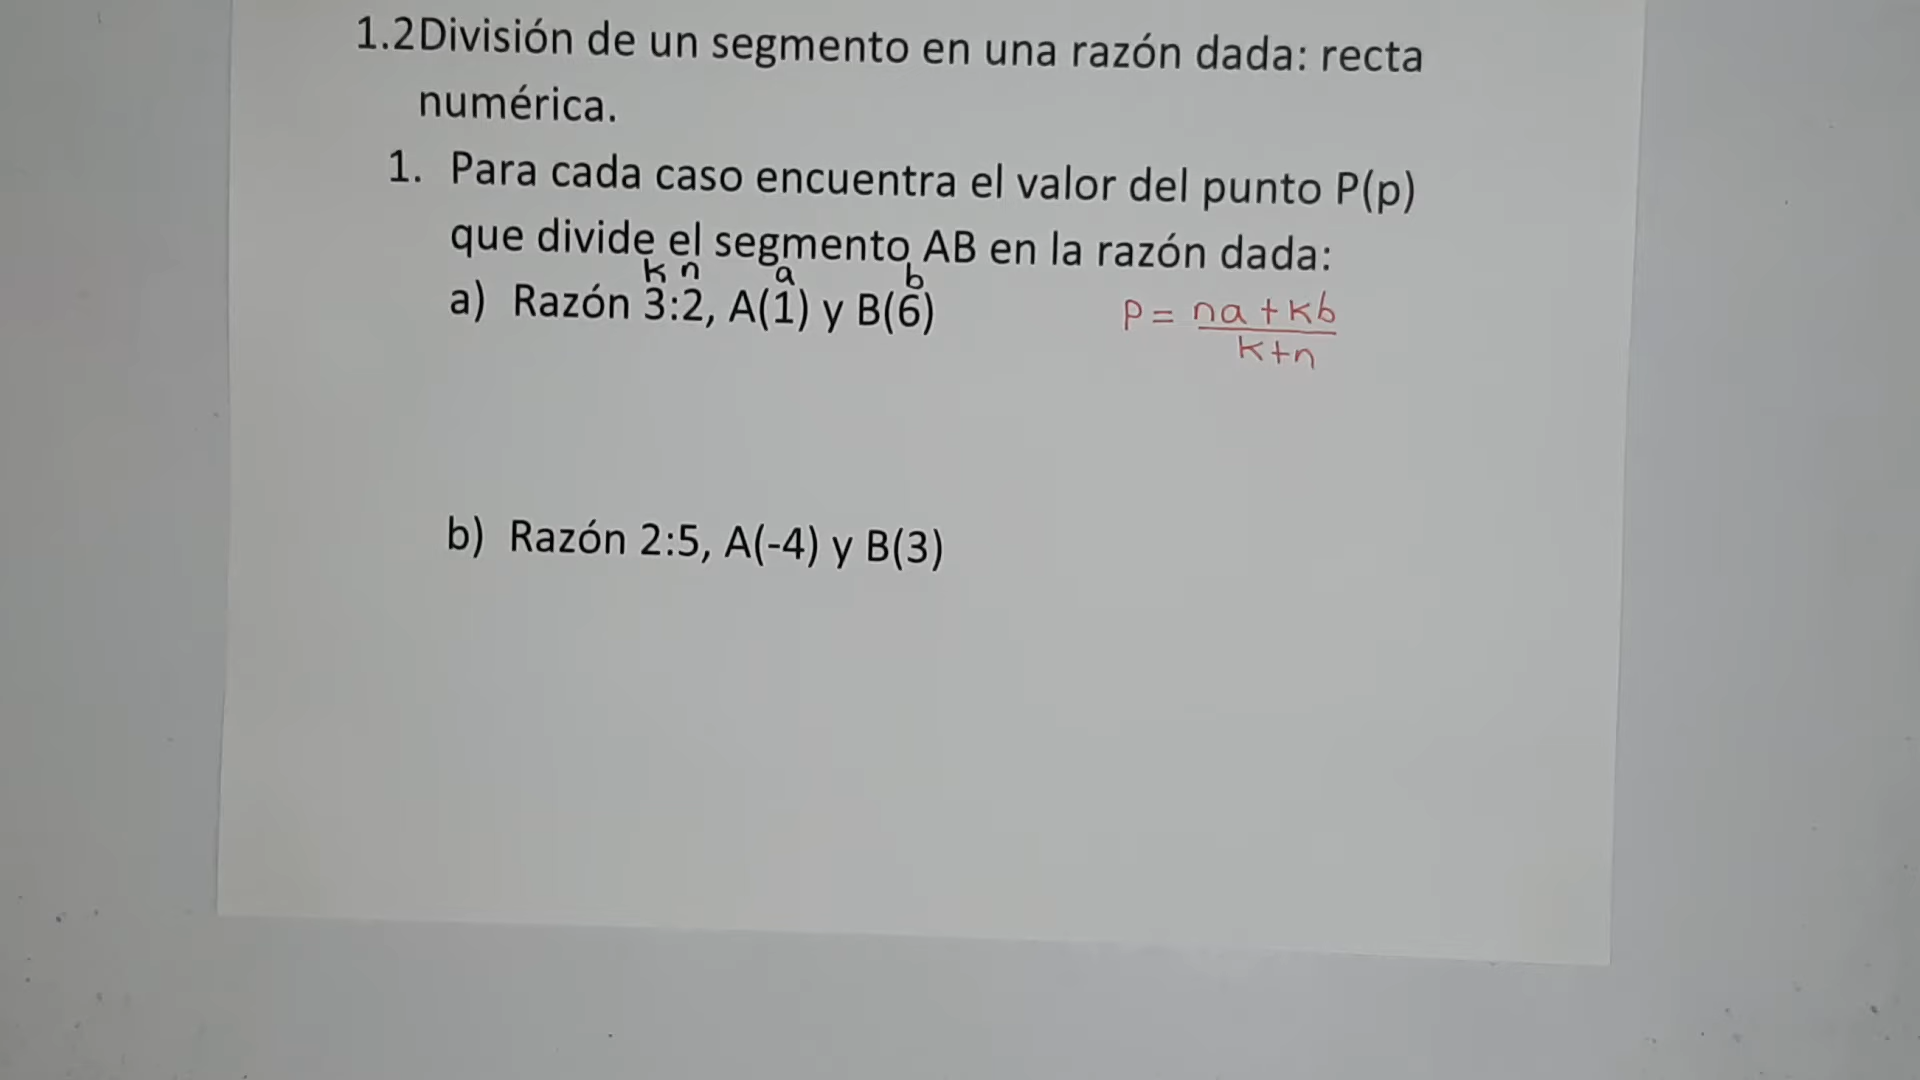 1.2División de un segmento en una razón dada: recta
numérica.
1. Para cada caso encuentra el valor del punto P(p)
que divide el segmento AB en la razón dada:
k n a b
a) Razón 3:2, A(1) y B(6)
P = na + kb
k+n
b) Razón 2:5, A(-4) y B(3)